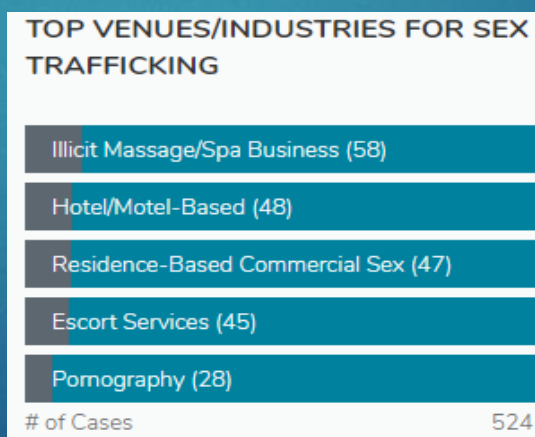 TOP VENUES/INDUSTRIES FOR SEX
TRAFFICKING
Illicit Massage/Spa Business (58)
Hotel/Motel-Based (48)
Residence-Based Commercial Sex (47)
Escort Services (45)
Pornography (28)
# of Cases 524